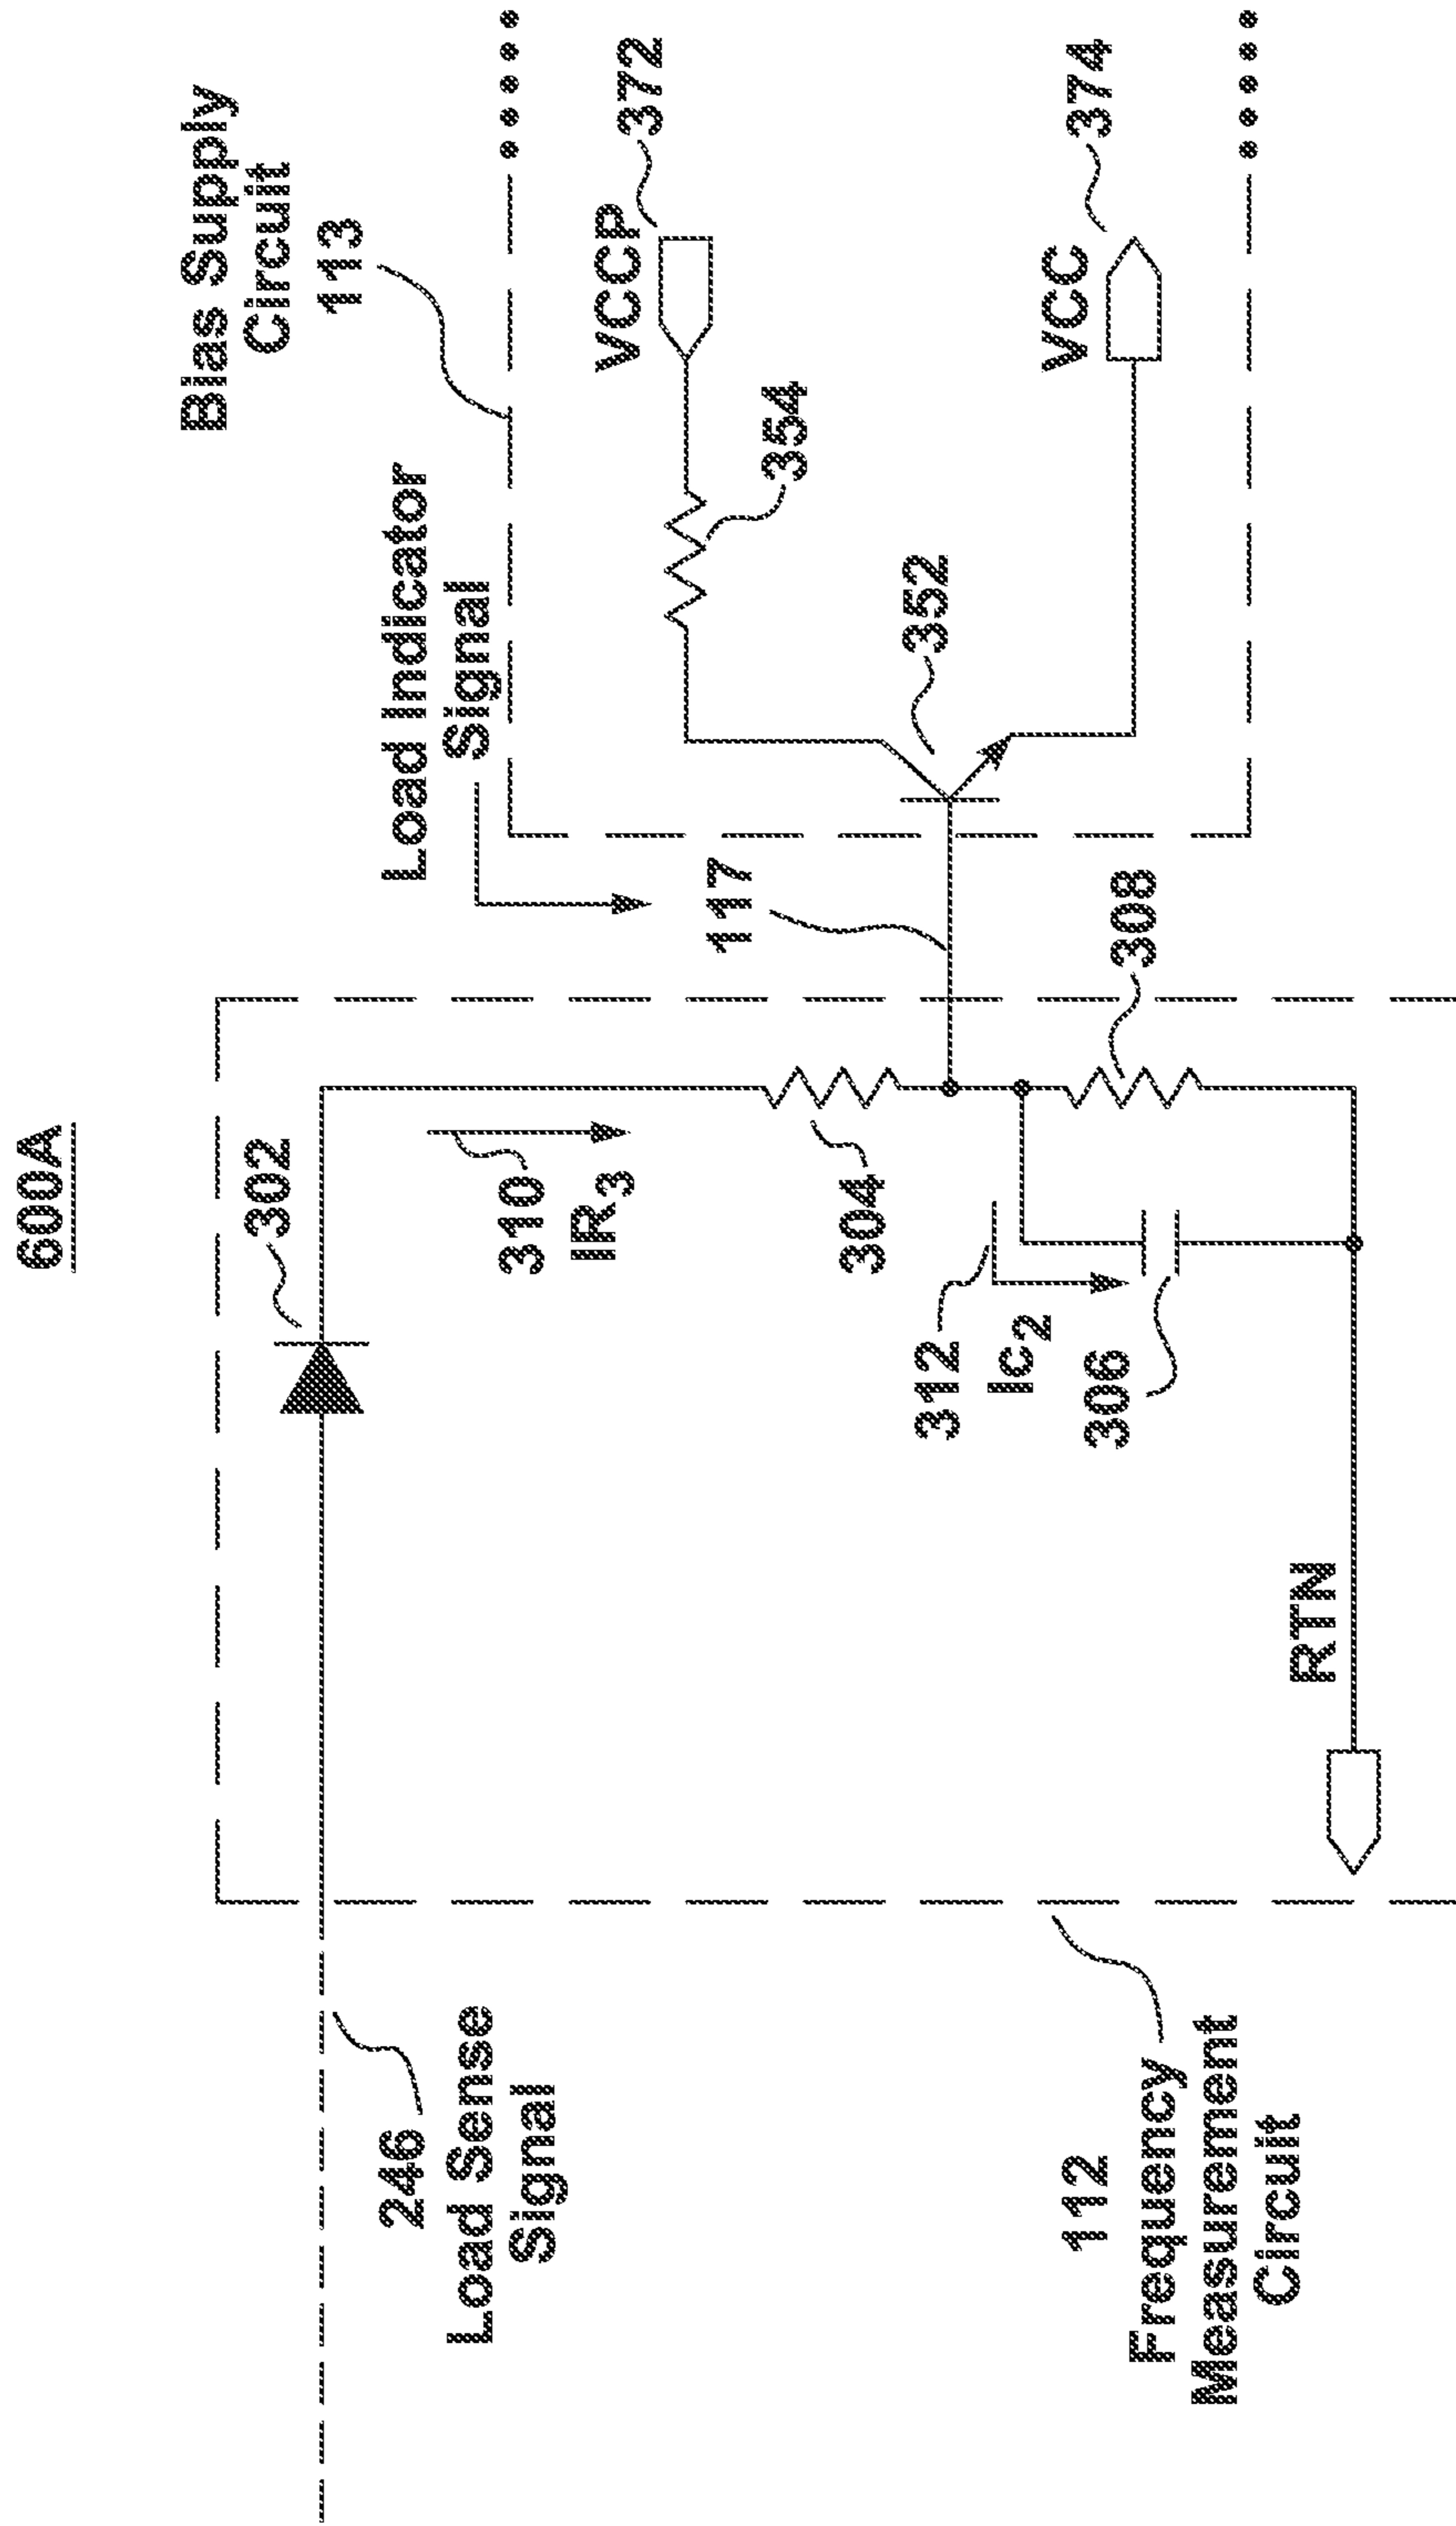 600A
Bias Supply
Circuit
113
Load Indicator
Signal
302
310
IR3
117
VCCP
372
354
246
Load Sense
Signal
304
352
312
Ic2
306
308
VCC
374
112
Frequency
Measurement
Circuit
RTN